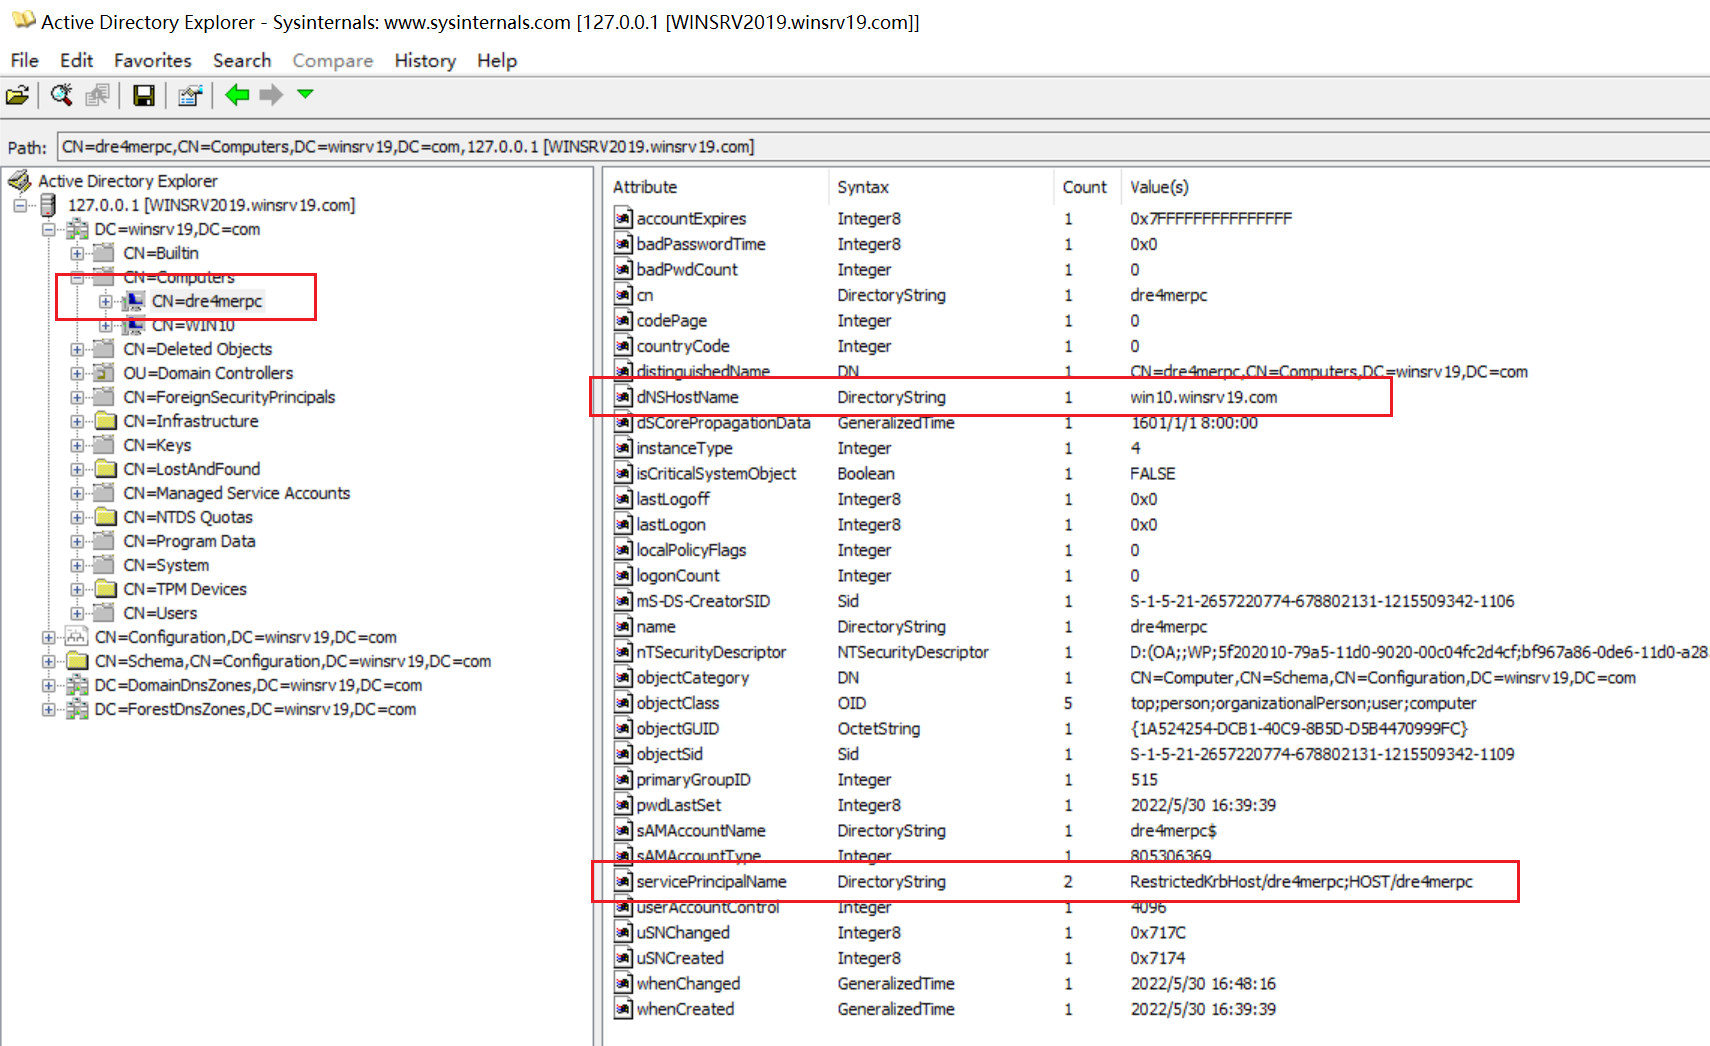 Active Directory Explorer - Sysinternals: www.sysinternals.com [127.0.0.1 [WINSRV2019.winsrv19.com]]
File Edit Favorites Search Compare History Help
Path: CN=dre4merpc,CN=Computers,DC=winsrv19,DC=com,127.0.0.1 [WINSRV2019.winsrv19.com]
Active Directory Explorer
127.0.0.1 [WINSRV2019.winsrv19.com]
DC=winsrv19,DC=com
CN=Builtin
CN=Computers
CN=dre4merpc
CN=WIN10
CN=Deleted Objects
OU=Domain Controllers
CN=ForeignSecurityPrincipals
CN=Infrastructure
CN=Keys
CN=LostAndFound
CN=Managed Service Accounts
CN=NTDS Quotas
CN=Program Data
CN=System
CN=TPM Devices
CN=Users
CN=Configuration,DC=winsrv19,DC=com
CN=Schema,CN=Configuration,DC=winsrv19,DC=com
DC=DomainDnsZones,DC=winsrv19,DC=com
DC=ForestDnsZones,DC=winsrv19,DC=com
Attribute Syntax Count Value(s)
accountExpires Integer8 1 0x7FFFFFFFFFFFFFFF
badPasswordTime Integer8 1 0x0
badPwdCount Integer 1 0
cn DirectoryString 1 dre4merpc
codePage Integer 1 0
countryCode Integer 1 0
distinguishedName DN 1 CN=dre4merpc,CN=Computers,DC=winsrv19,DC=com
dNSHostName DirectoryString 1 win10.winsrv19.com
dSCorePropagationData GeneralizedTime 1 1601/1/1 8:00:00
instanceType Integer 1 4
isCriticalSystemObject Boolean 1 FALSE
lastLogoff Integer8 1 0x0
lastLogon Integer8 1 0x0
localPolicyFlags Integer 1 0
logonCount Integer 1 0
mS-DS-CreatorSID Sid 1 S-1-5-21-2657220774-678802131-1215509342-1106
name DirectoryString 1 dre4merpc
nTSecurityDescriptor NTSecurityDescriptor 1 D:(OA;;WP;5f202010-79a5-11d0-9020-00c04fc2d4cf;bf967a86-0de6-11d0-a28
objectCategory DN 1 CN=Computer,CN=Schema,CN=Configuration,DC=winsrv19,DC=com
objectClass OID 5 top;person;organizationalPerson;user;computer
objectGUID OctetString 1 {1A524254-DCB1-40C9-8B5D-D5B4470999FC}
objectSid Sid 1 S-1-5-21-2657220774-678802131-1215509342-1109
primaryGroupID Integer 1 515
pwdLastSet Integer8 1 2022/5/30 16:39:39
sAMAccountName DirectoryString 1 dre4merpc$
sAMAccountType Integer 1 805306369
servicePrincipalName DirectoryString 2 RestrictedKrbHost/dre4merpc;HOST/dre4merpc
userAccountControl Integer 1 4096
uSNChanged Integer8 1 0x717C
uSNCreated Integer8 1 0x7174
whenChanged GeneralizedTime 1 2022/5/30 16:48:16
whenCreated GeneralizedTime 1 2022/5/30 16:39:39